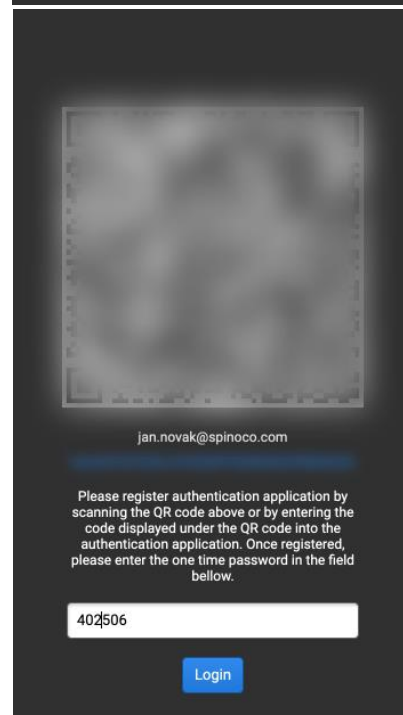 jan.novak@spinoco.com
Please register authentication application by
scanning the QR code above or by entering the
code displayed under the QR code into the
authentication application. Once registered,
please enter the one time password in the field
bellow.
402506
Login